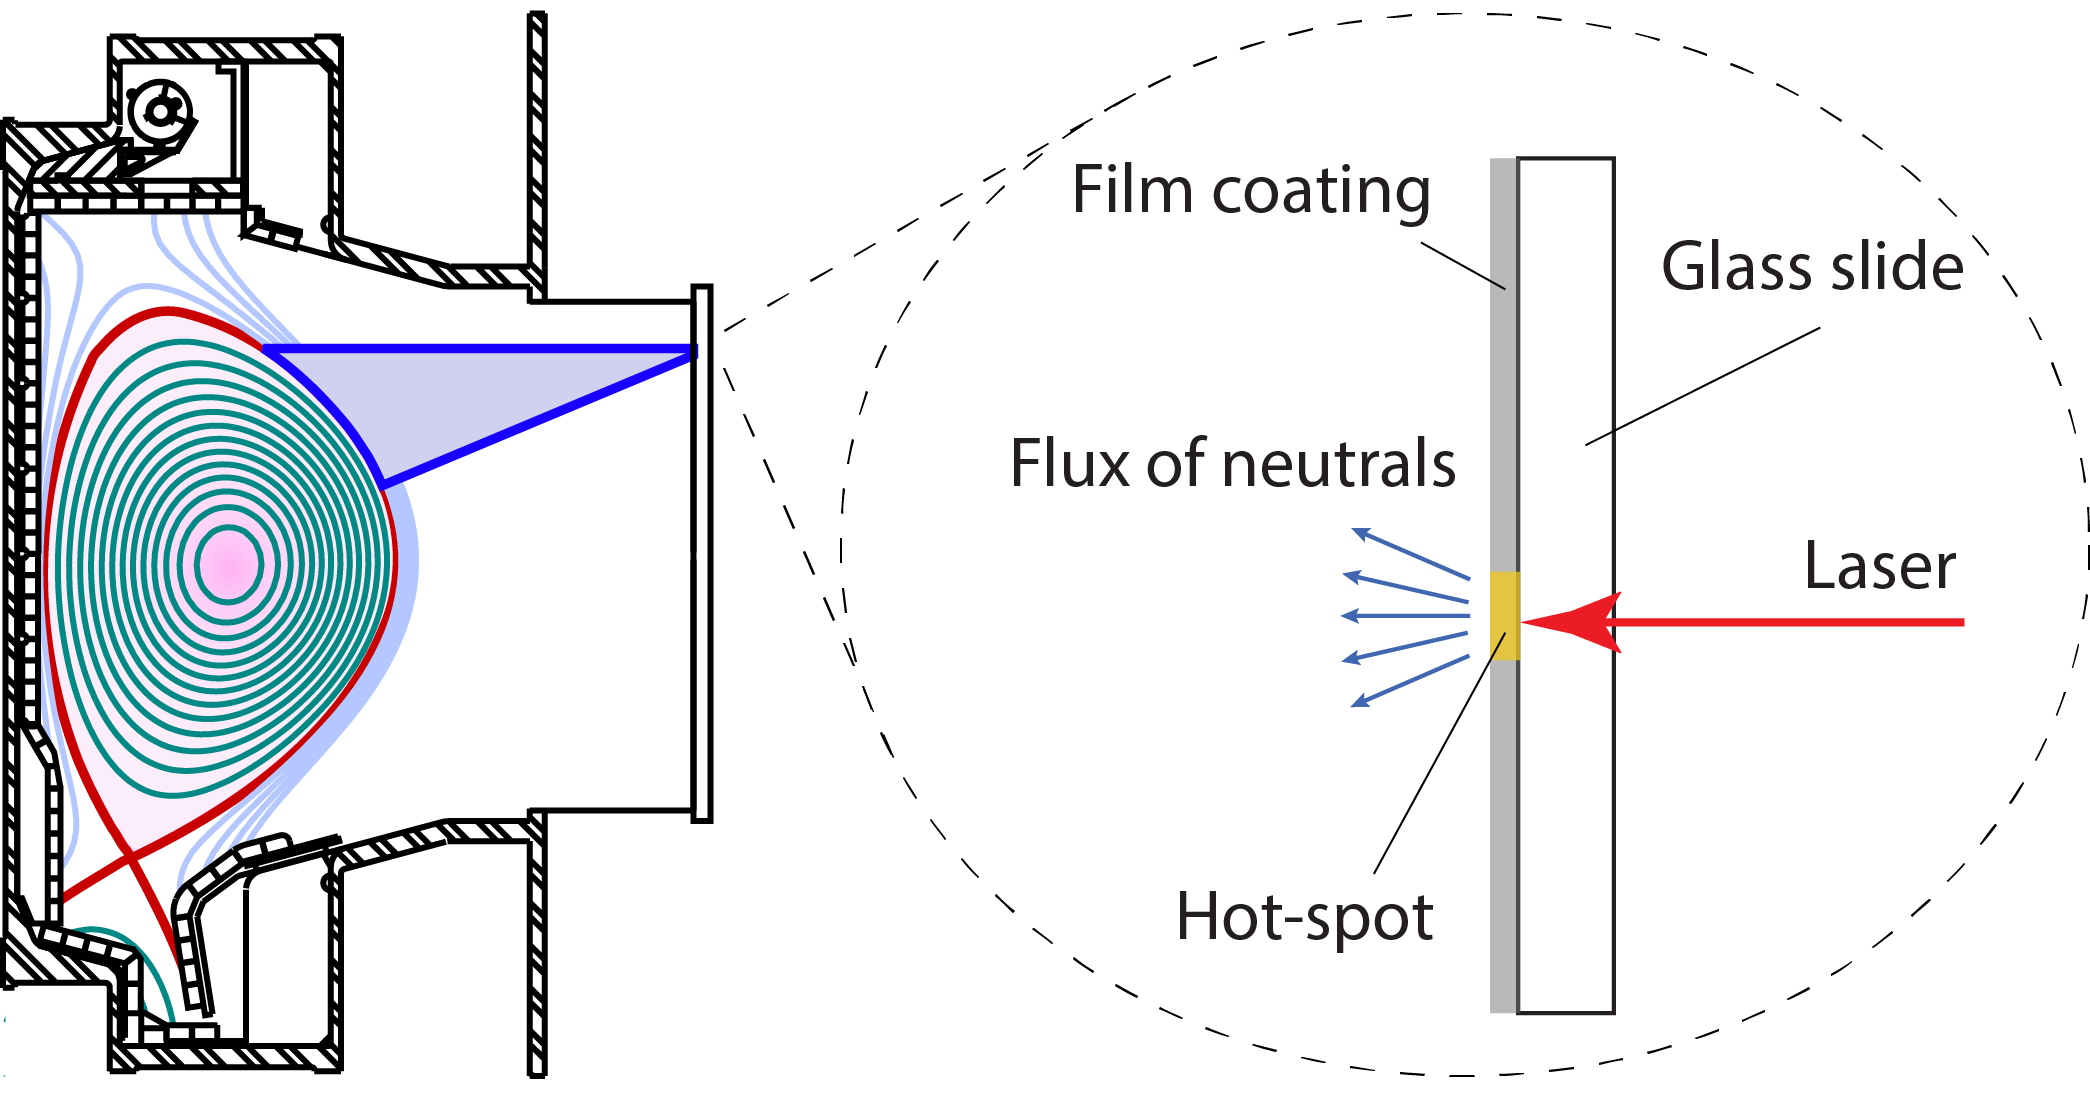 Film coating
Glass slide
Flux of neutrals
Laser
Hot-spot